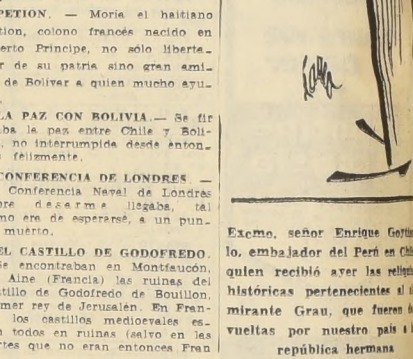 PETION. — Moría el haitiano
tion, colono francés nacido en
erto Príncipe, no sólo liberta-
r de su patria sino gran ami-
de Bolívar a quien mucho ayu-
LA PAZ CON BOLIVIA.— Se fir
ba la paz entre Chile y Boli-
, no interrumpida desde enton-
felizmente.
CONFERENCIA DE LONDRES. —
Conferencia Naval de Londres
bre desarme llegaba, tal
mo era de esperarse, a un pun-
muerto.
EL CASTILLO DE GODOFREDO.
Se encontraban en Montfaucón,
Aine (Francia) las ruinas del
stillo de Godofredo de Bouillon,
mer rey de Jerusalén. En Fran-
los castillos medioevales es-
n todos en ruinas (salvo en las
rtes que no eran entonces Fran
Excmo. señor Enrique
lo, embajador del Perú en Chi
quien recibió ayer las reliqu
históricas pertenecientes al
mirante Grau, que fueron
vueltas por nuestro país a
república hermana